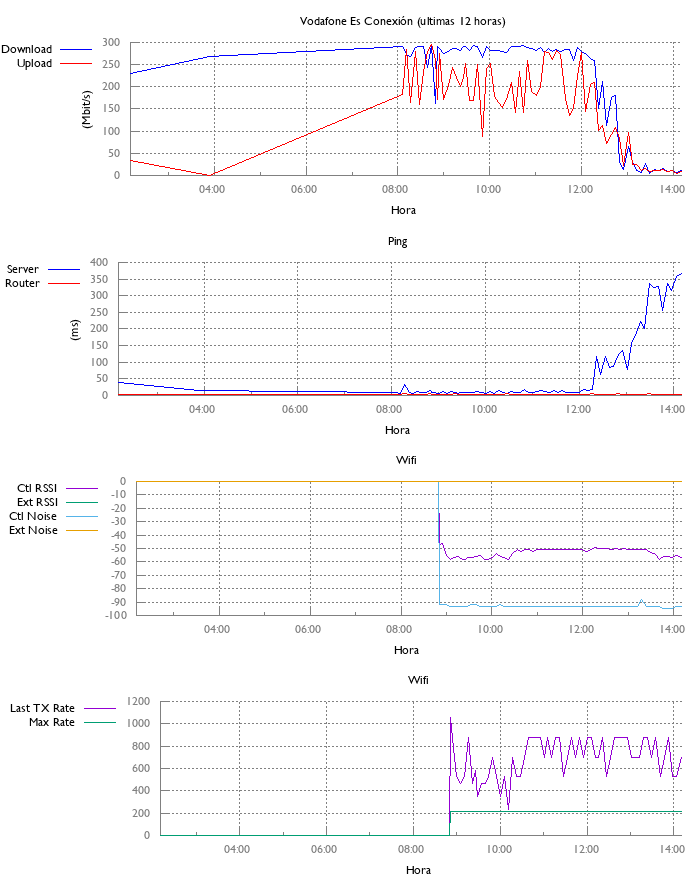 Vodafone Es Conexión (ultimas 12 horas)
Download
Upload
300
250
200
150
100
50
0
(Mbit/s)
04:00 06:00 08:00 10:00 12:00 14:00
Hora
Ping
Server
Router
400
350
300
250
200
150
100
50
0
(ms)
04:00 06:00 08:00 10:00 12:00 14:00
Hora
Wifi
Ctl RSSI
Ext RSSI
Ctl Noise
Ext Noise
0
-10
-20
-30
-40
-50
-60
-70
-80
-90
-100
04:00 06:00 08:00 10:00 12:00 14:00
Hora
Wifi
Last TX Rate
Max Rate
1200
1000
800
600
400
200
0
04:00 06:00 08:00 10:00 12:00 14:00
Hora